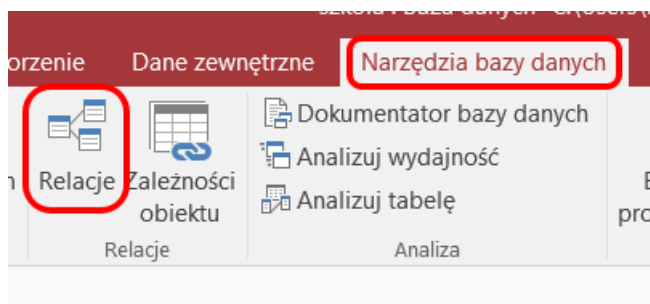 orzenie Dane zewnętrzne Narzędzia bazy danych
Relacje
Zależności
obiektu
Relacje
Dokumentator bazy danych
Analizuj wydajność
Analizuj tabelę
Analiza